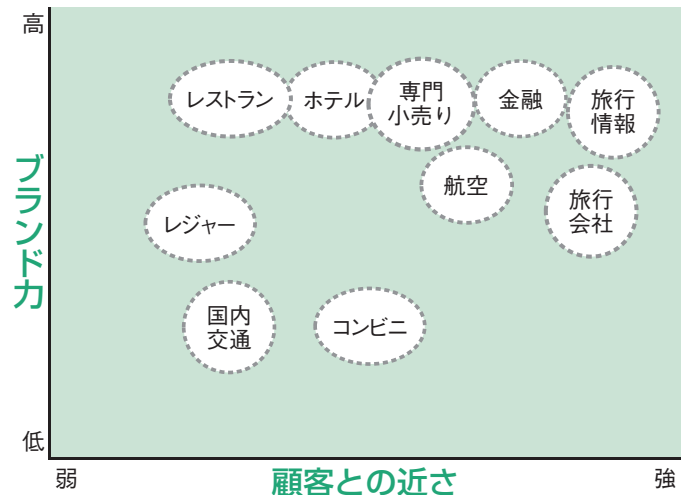 高
レストラン
ホテル
専門
小売り
金融
旅行
情報
航空
旅行
会社
レジャー
国内
交通
コンビニ
ブランド力
低
弱
顧客との近さ
強